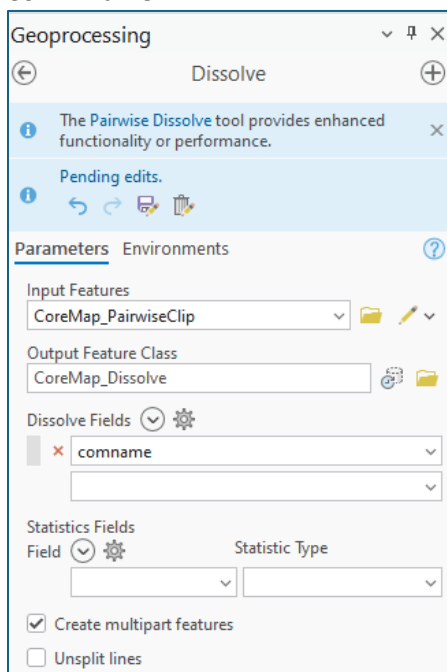 Geoprocessing
Dissolve
The Pairwise Dissolve tool provides enhanced
functionality or performance.
Pending edits.
Parameters Environments
Input Features
CoreMap_PairwiseClip
Output Feature Class
CoreMap_Dissolve
Dissolve Fields
comname
Statistics Fields
Field Statistic Type
Create multipart features
Unsplit lines